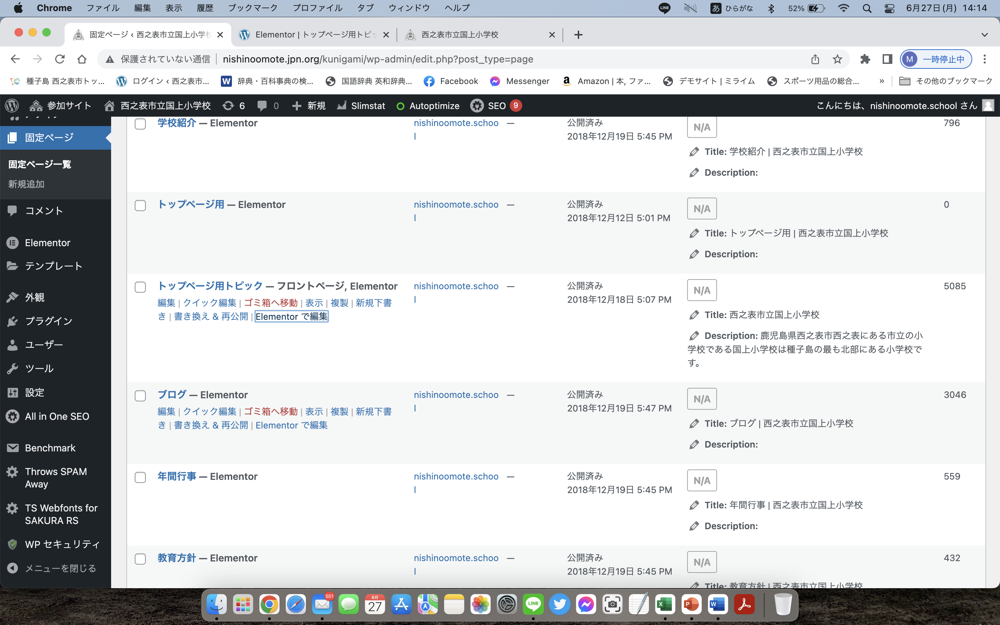 Chrome ファイル 編集 表示 履歴 ブックマーク プロファイル タブ ウィンドウ ヘルプ LINE あ ひらがな 52% 6月27日(月) 14:14
固定ページ ‹ 西之表市立国上小学校 Elementor | トップページ用トピッ 西之表市立国上小学校
保護されていない通信 nishinoomote.jpn.org/kunigami/wp-admin/edit.php?post_type=page M 一時停止中
種子島 西之表市トッ... ログイン ‹ 西之表市... W 辞典・百科事典の検... 国語辞典 英和辞典... Facebook Messenger a Amazon | 本, ファ... デモサイト | ミライム スポーツ用品の総合... » その他のブックマーク
参加サイト 西之表市立国上小学校 6 0 新規 Slimstat Autoptimize SEO 9 こんにちは、nishinoomote.school さん
固定ページ
固定ページ一覧
新規追加
コメント
Elementor
テンプレート
外観
プラグイン
ユーザー
ツール
設定
All in One SEO
Benchmark
Throws SPAM
Away
TS Webfonts for
SAKURA RS
WP セキュリティ
メニューを閉じる
学校紹介 — Elementor nishinoomote.schoo — 公開済み N/A 796
l 2018年12月19日 5:45 PM
Title: 学校紹介 | 西之表市立国上小学校
Description:
トップページ用 — Elementor nishinoomote.schoo — 公開済み N/A 0
l 2018年12月12日 5:01 PM
Title: トップページ用 | 西之表市立国上小学校
Description:
トップページ用トピック — フロントページ, Elementor nishinoomote.schoo — 公開済み N/A 5085
編集 | クイック編集 | ゴミ箱へ移動 | 表示 | 複製 | 新規下書 l 2018年12月18日 5:07 PM
き | 書き換え & 再公開 | Elementor で編集
Title: 西之表市立国上小学校
Description: 鹿児島県西之表市西之表にある市立の小
学校である国上小学校は種子島の最も北部にある小学校で
す。
ブログ — Elementor nishinoomote.schoo — 公開済み N/A 3046
編集 | クイック編集 | ゴミ箱へ移動 | 表示 | 複製 | 新規下書 l 2018年12月19日 5:47 PM
き | 書き換え & 再公開 | Elementor で編集
Title: ブログ | 西之表市立国上小学校
Description:
年間行事 — Elementor nishinoomote.schoo — 公開済み N/A 559
l 2018年12月19日 5:45 PM
Title: 年間行事 | 西之表市立国上小学校
Description:
教育方針 — Elementor nishinoomote.schoo — 公開済み N/A 432
l 2018年12月19日 5:45 PM
Title: 教育方針 | 西之表市立国上小学校
551 6月 27 LINE X P W